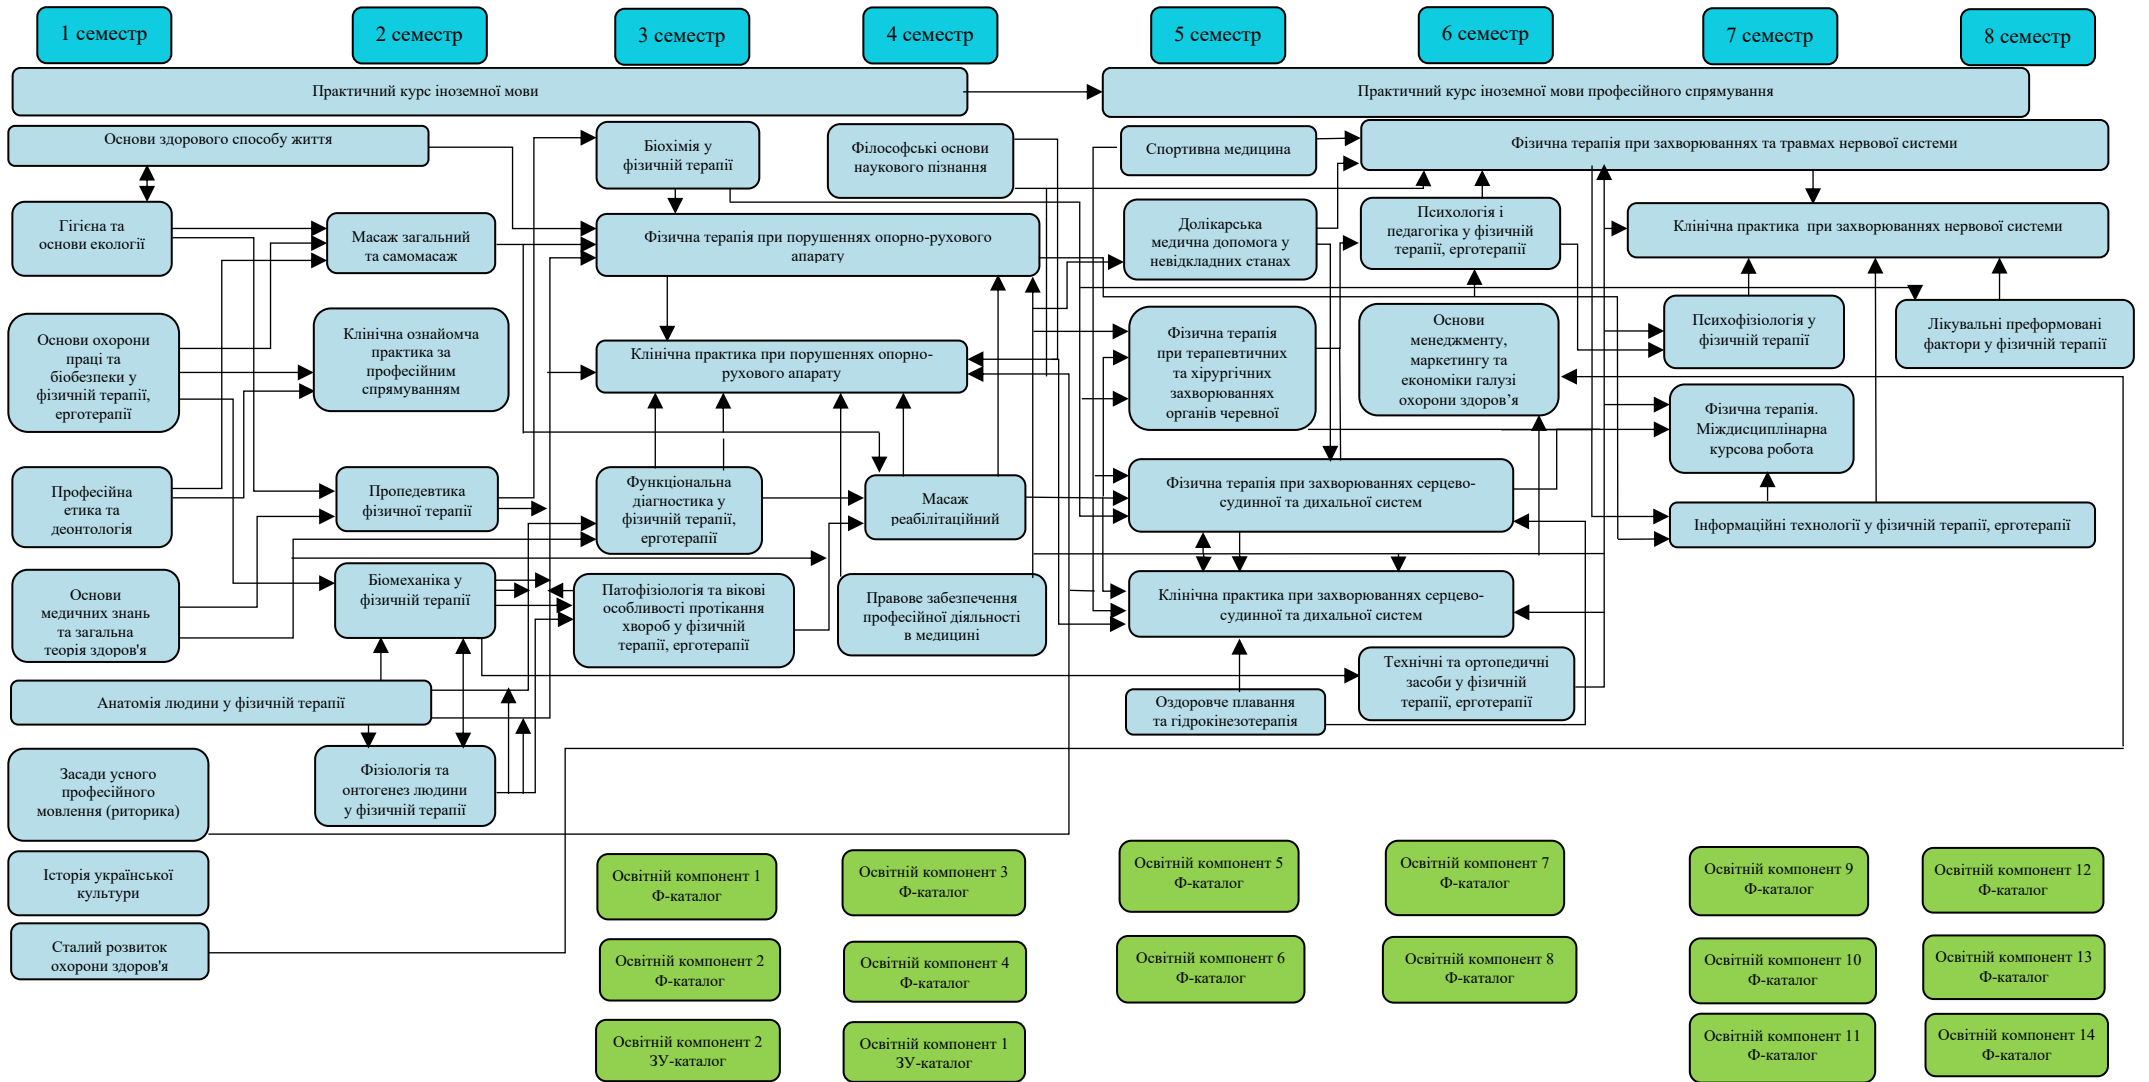 1 семестр
2 семестр
3 семестр
4 семестр
5 семестр
6 семестр
7 семестр
8 семестр
Практичний курс іноземної мови
Практичний курс іноземної мови професійного спрямування
Основи здорового способу життя
Біохімія у
фізичній терапії
Філософські основи
наукового пізнання
Спортивна медицина
Фізична терапія при захворюваннях та травмах нервової системи
Гігієна та
основи екології
Масаж загальний
та самомасаж
Фізична терапія при порушеннях опорно-рухового
апарату
Долікарська
медична допомога у
невідкладних станах
Психологія і
педагогіка у фізичній
терапії, ерготерапії
Клінічна практика  при захворюваннях нервової системи
Основи охорони
праці та
біобезпеки у
фізичній терапії,
ерготерапії
Клінічна ознайомча
практика за
професійним
спрямуванням
Клінічна практика при порушеннях опорно-
рухового апарату
Фізична терапія
при терапевтичних
та хірургічних
захворюваннях
органів черевної
Основи
менеджменту,
маркетингу та
економіки галузі
охорони здоров’я
Психофізіологія у
фізичній терапії
Лікувальні преформовані
фактори у фізичній терапії
Фізична терапія.
Міждисциплінарна
курсова робота
Професійна
етика та
деонтологія
Пропедевтика
фізичної терапії
Функціональна
діагностика у
фізичній терапії,
ерготерапії
Масаж
реабілітаційний
Фізична терапія при захворюваннях серцево-
судинної та дихальної систем
Інформаційні технології у фізичній терапії, ерготерапії
Основи
медичних знань
та загальна
теорія здоров'я
Біомеханіка у
фізичній терапії
Патофізіологія та вікові
особливості протікання
хвороб у фізичній
терапії, ерготерапії
Правове забезпечення
професійної діяльності
в медицині
Клінічна практика при захворюваннях серцево-
судинної та дихальної систем
Технічні та ортопедичні
засоби у фізичній
терапії, ерготерапії
Анатомія людини у фізичній терапії
Оздоровче плавання
та гідрокінезотерапія
Засади усного
професійного
мовлення (риторика)
Фізіологія та
онтогенез людини
у фізичній терапії
Історія української
культури
Сталий розвиток
охорони здоров'я
Освітній компонент 1
Ф-каталог
Освітній компонент 3
Ф-каталог
Освітній компонент 5
Ф-каталог
Освітній компонент 7
Ф-каталог
Освітній компонент 9
Ф-каталог
Освітній компонент 12
Ф-каталог
Освітній компонент 2
Ф-каталог
Освітній компонент 4
Ф-каталог
Освітній компонент 6
Ф-каталог
Освітній компонент 8
Ф-каталог
Освітній компонент 10
Ф-каталог
Освітній компонент 13
Ф-каталог
Освітній компонент 2
ЗУ-каталог
Освітній компонент 1
ЗУ-каталог
Освітній компонент 11
Ф-каталог
Освітній компонент 14
Ф-каталог